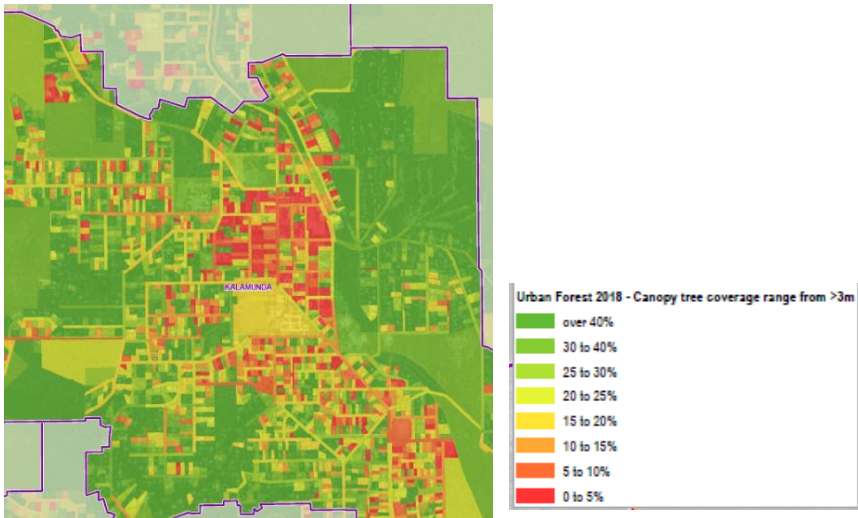 KALAMUNDA
Urban Forest 2018 - Canopy tree coverage range from >3m
over 40%
30 to 40%
25 to 30%
20 to 25%
15 to 20%
10 to 15%
5 to 10%
0 to 5%